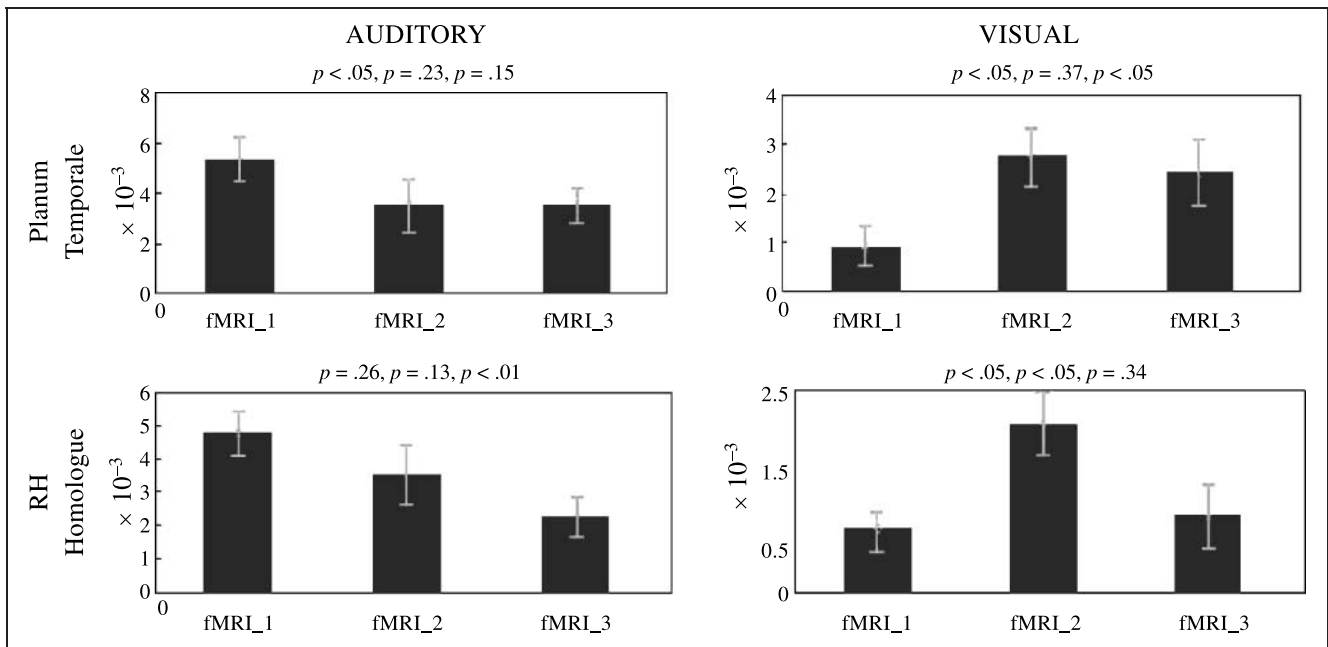 AUDITORY
VISUAL
p < .05, p = .23, p = .15
p < .05, p = .37, p < .05
Planum
Temporale
× 10⁻³
8
6
4
2
0
0
fMRI_1
fMRI_2
fMRI_3
× 10⁻³
4
3
2
1
0
0
fMRI_1
fMRI_2
fMRI_3
p = .26, p = .13, p < .01
p < .05, p < .05, p = .34
RH
Homologue
× 10⁻³
6
5
4
3
2
1
0
0
fMRI_1
fMRI_2
fMRI_3
× 10⁻³
2.5
1.5
0.5
0
fMRI_1
fMRI_2
fMRI_3